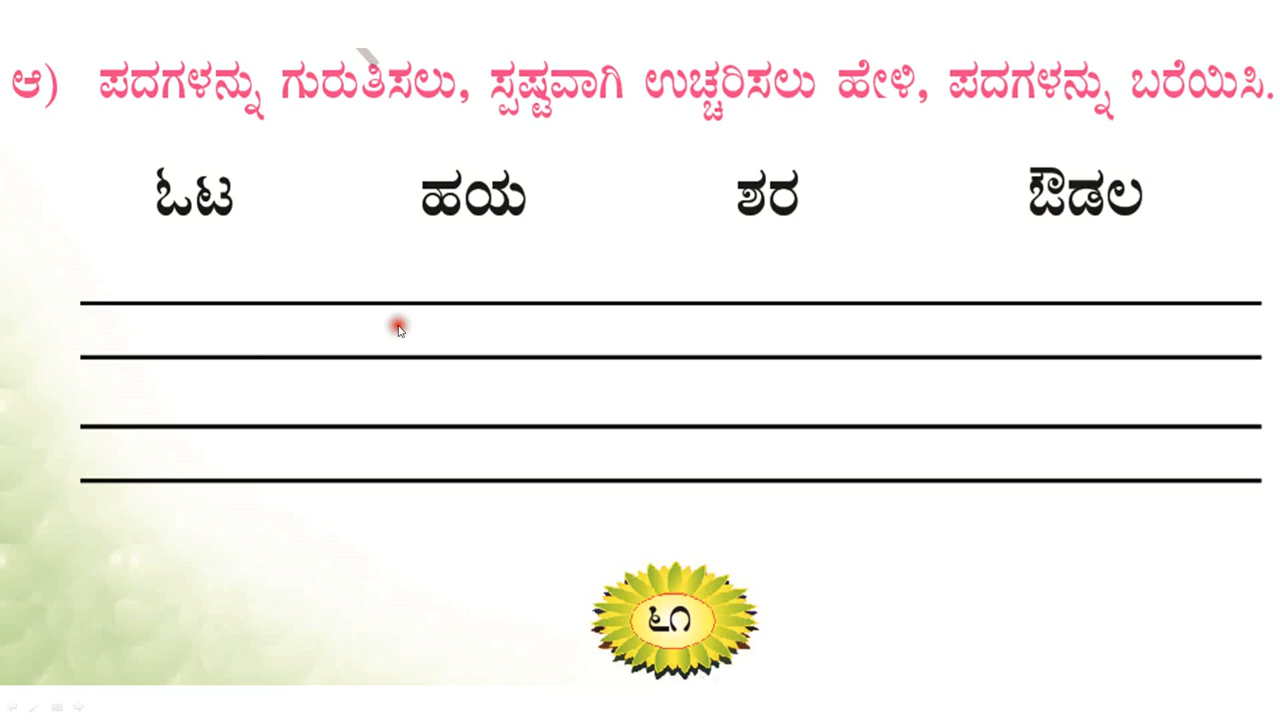 ಆ) ಪದಗಳನ್ನು ಗುರುತಿಸಲು, ಸ್ಪಷ್ಟವಾಗಿ ಉಚ್ಚರಿಸಲು ಹೇಳಿ, ಪದಗಳನ್ನು ಬರೆಯಿಸಿ.
ಓಟ ಹಯ ಶರ ಔಡಲ
೬೧